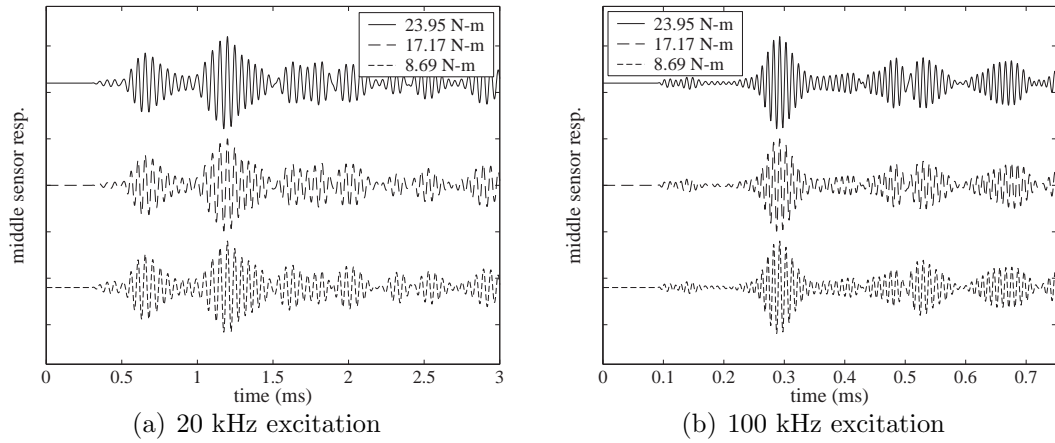 23.95 N-m
17.17 N-m
8.69 N-m
middle sensor resp.
0 0.5 1 1.5 2 2.5 3
time (ms)
(a) 20 kHz excitation
23.95 N-m
17.17 N-m
8.69 N-m
middle sensor resp.
0 0.1 0.2 0.3 0.4 0.5 0.6 0.7
time (ms)
(b) 100 kHz excitation